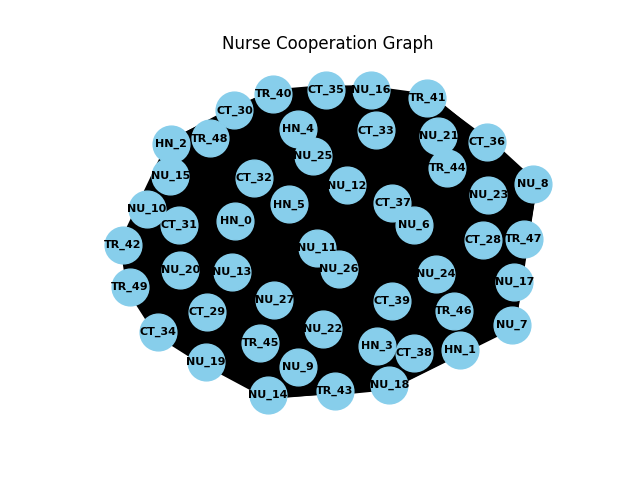 Nurse Cooperation Graph
TR_40
CT_35
NU_16
TR_41
CT_30
HN_4
CT_33
NU_21
CT_36
HN_2
TR_48
NU_25
TR_44
NU_15
CT_32
NU_12
NU_23
NU_8
NU_10
HN_5
CT_37
CT_31
HN_0
NU_6
TR_42
NU_11
CT_28
TR_47
NU_20
NU_13
NU_26
NU_24
NU_17
TR_49
CT_29
NU_27
CT_39
TR_46
CT_34
TR_45
NU_22
NU_7
NU_19
NU_9
HN_3
CT_38
HN_1
NU_14
TR_43
NU_18